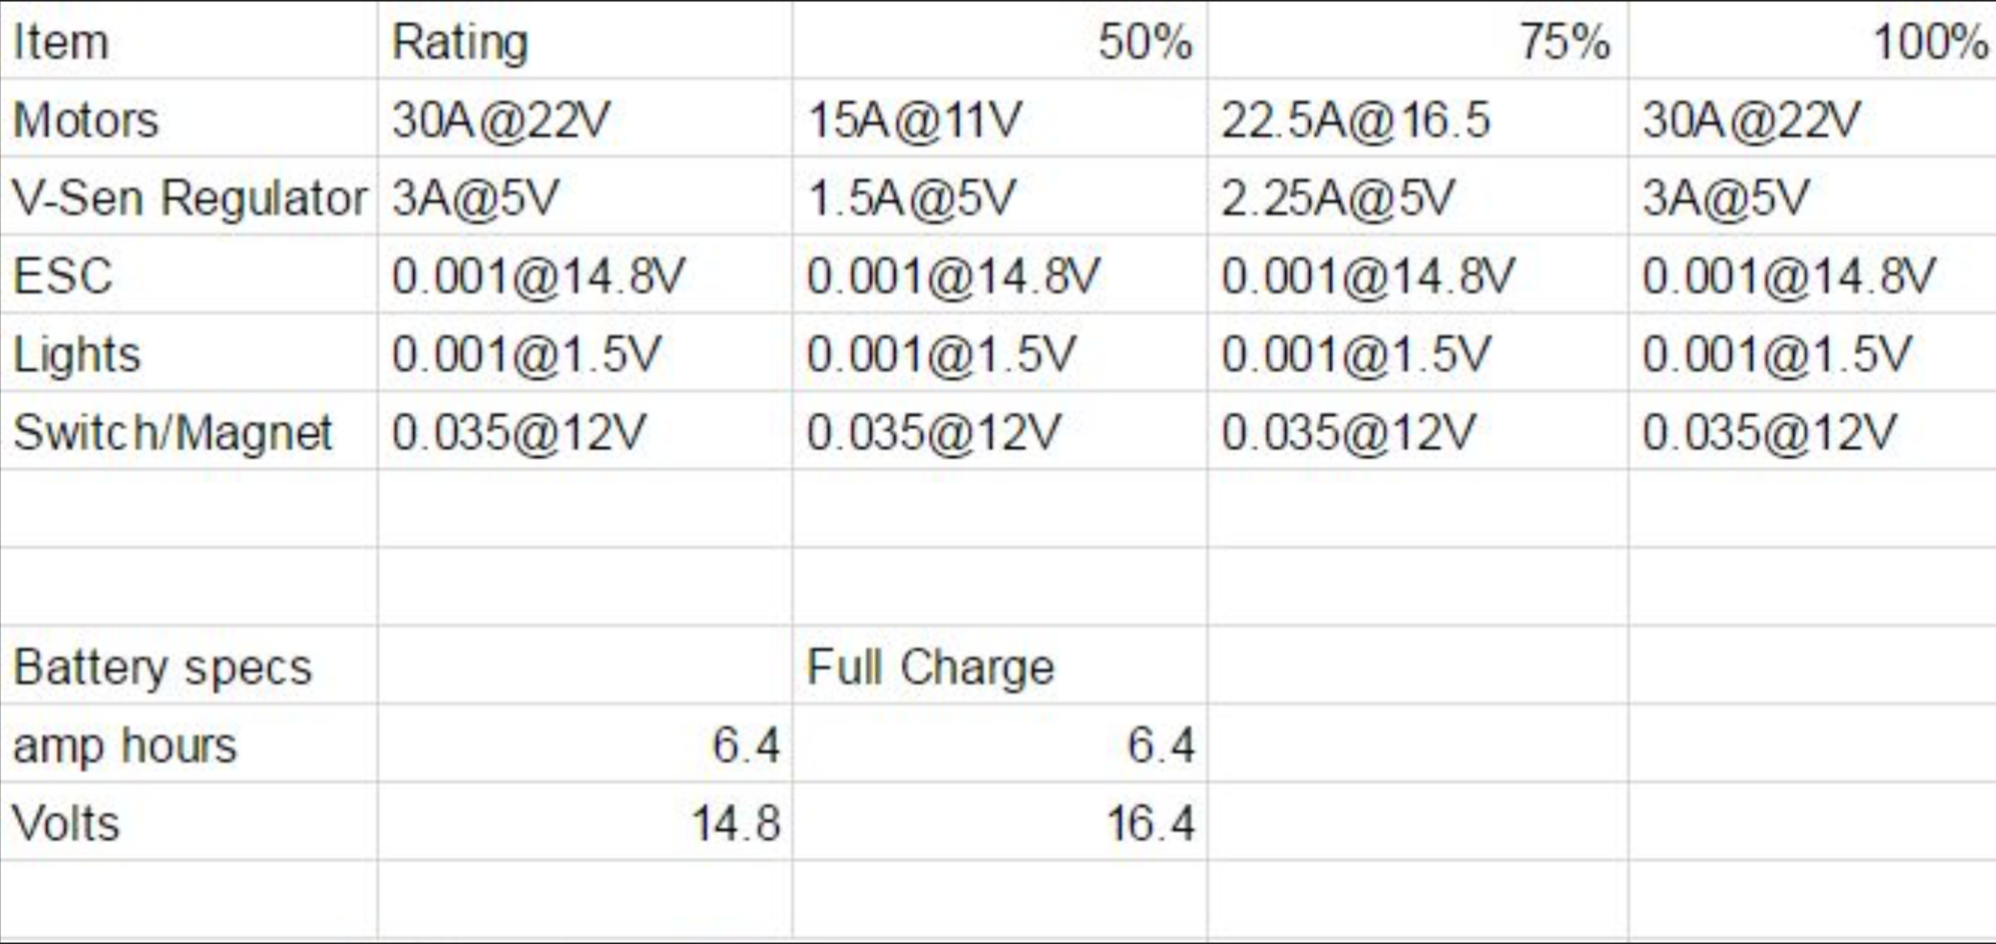 Item Rating 50% 75% 100%
Motors 30A@22V 15A@11V 22.5A@16.5 30A@22V
V-Sen Regulator 3A@5V 1.5A@5V 2.25A@5V 3A@5V
ESC 0.001@14.8V 0.001@14.8V 0.001@14.8V 0.001@14.8V
Lights 0.001@1.5V 0.001@1.5V 0.001@1.5V 0.001@1.5V
Switch/Magnet 0.035@12V 0.035@12V 0.035@12V 0.035@12V
Battery specs Full Charge
amp hours 6.4 6.4
Volts 14.8 16.4